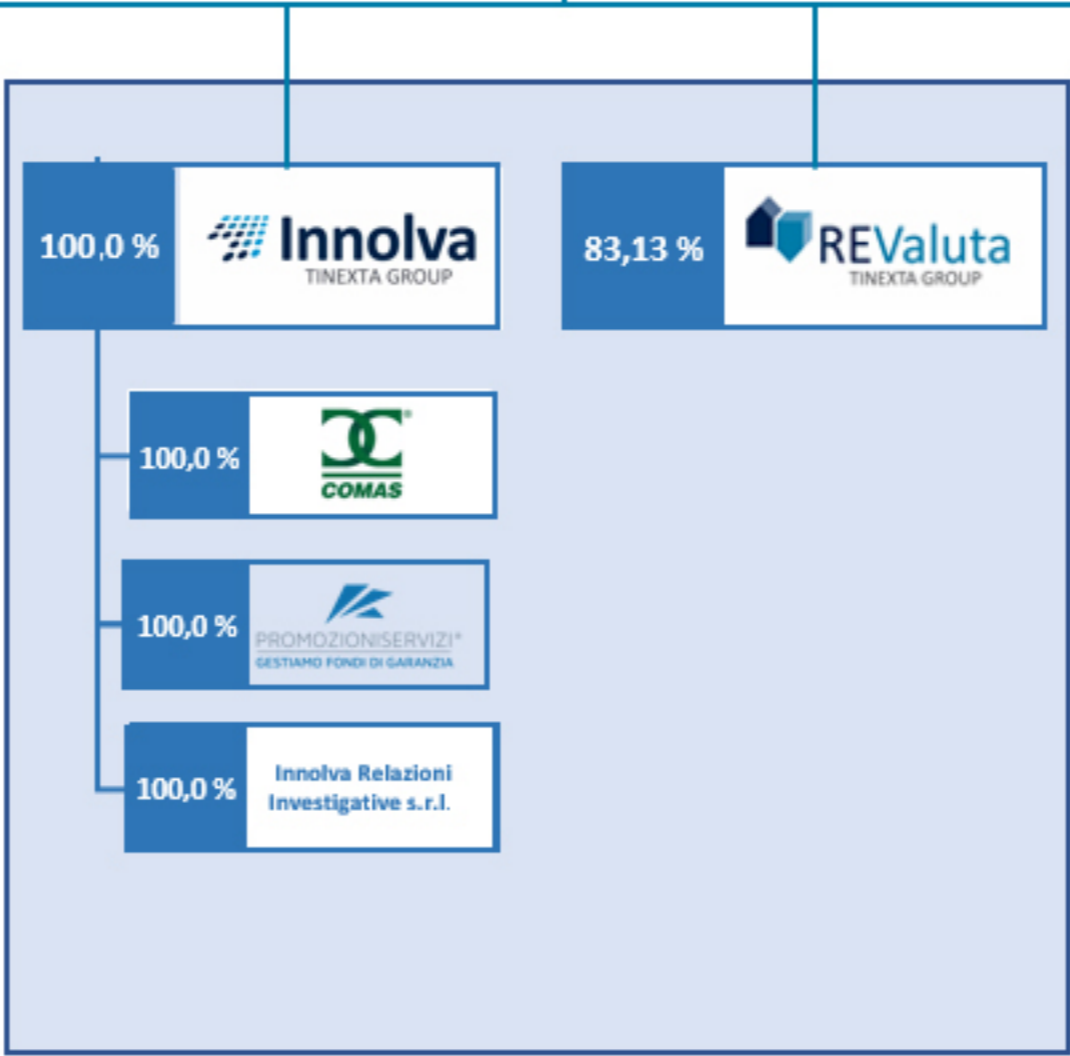 100,0 %
Innolva
TINEXTA GROUP
83,13 %
REValuta
TINEXTA GROUP
100,0 %
COMAS
100,0 %
PROMOZIONISERVIZI®
GESTIAMO FONDI DI GARANZIA
100,0 %
Innolva Relazioni
Investigative s.r.l.